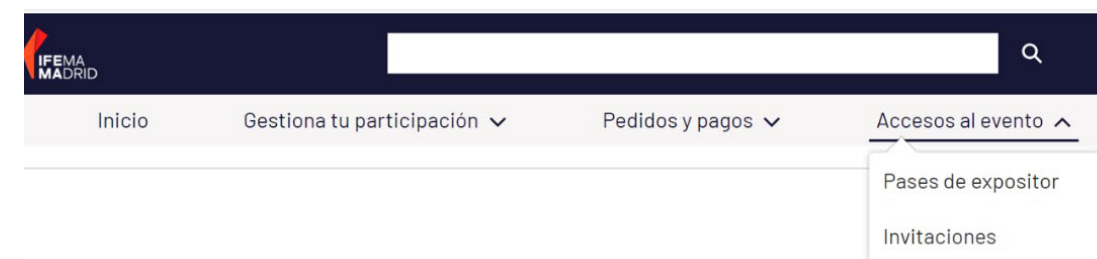 IFEMA
MADRID
Inicio
Gestiona tu participación
Pedidos y pagos
Accesos al evento
Pases de expositor
Invitaciones